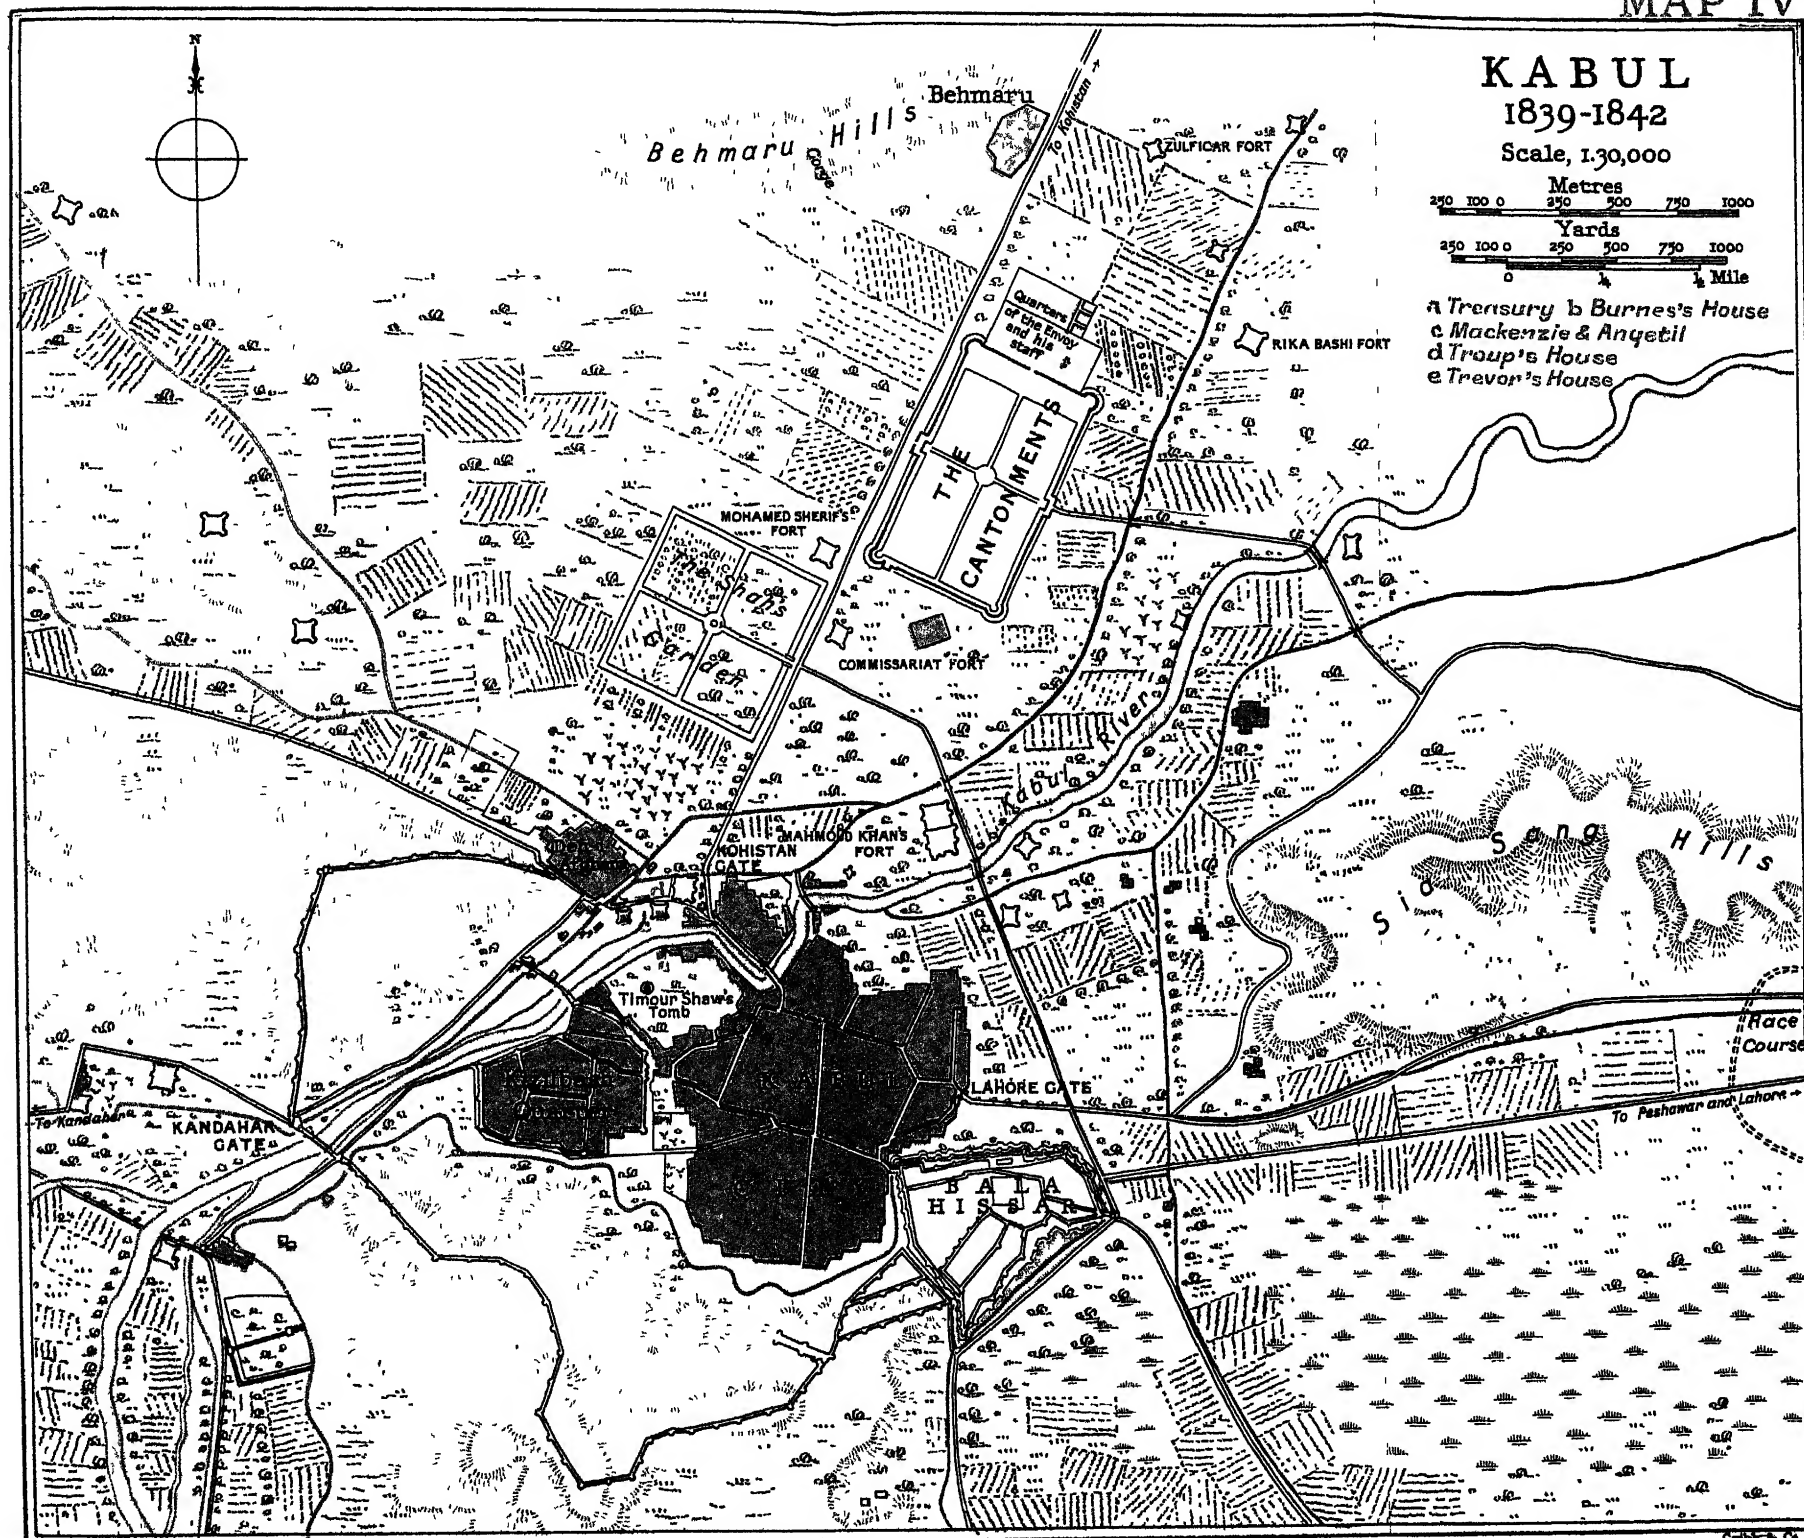 MAP IV
KABUL
1839-1842
Scale, 1.30,000
Metres
250 100 0 250 500 750 1000
Yards
250 100 0 250 500 750 1000
0 ¼ ½ Mile
a Treasury b Burnes's House
c Mackenzie & Anqetil
d Troup's House
e Trevor's House
N
Behmaru
To Kohistan →
Behmaru Hills
Gorge
ZULFICAR FORT
Quarters
of the Envoy
and his
staff
RIKA BASHI FORT
THE
CANTONMENTS
MOHAMED SHERIF'S
FORT
The Shah's
Garden
COMMISSARIAT FORT
Kabul River
MAHMOUD KHAN'S
FORT
KOHISTAN
GATE
Sia Sang Hills
Timour Shaw's
Tomb
Race
Course
LAHORE GATE
To Peshawar and Lahore →
To Kandahar
KANDAHAR
GATE
BALA
HISSAR